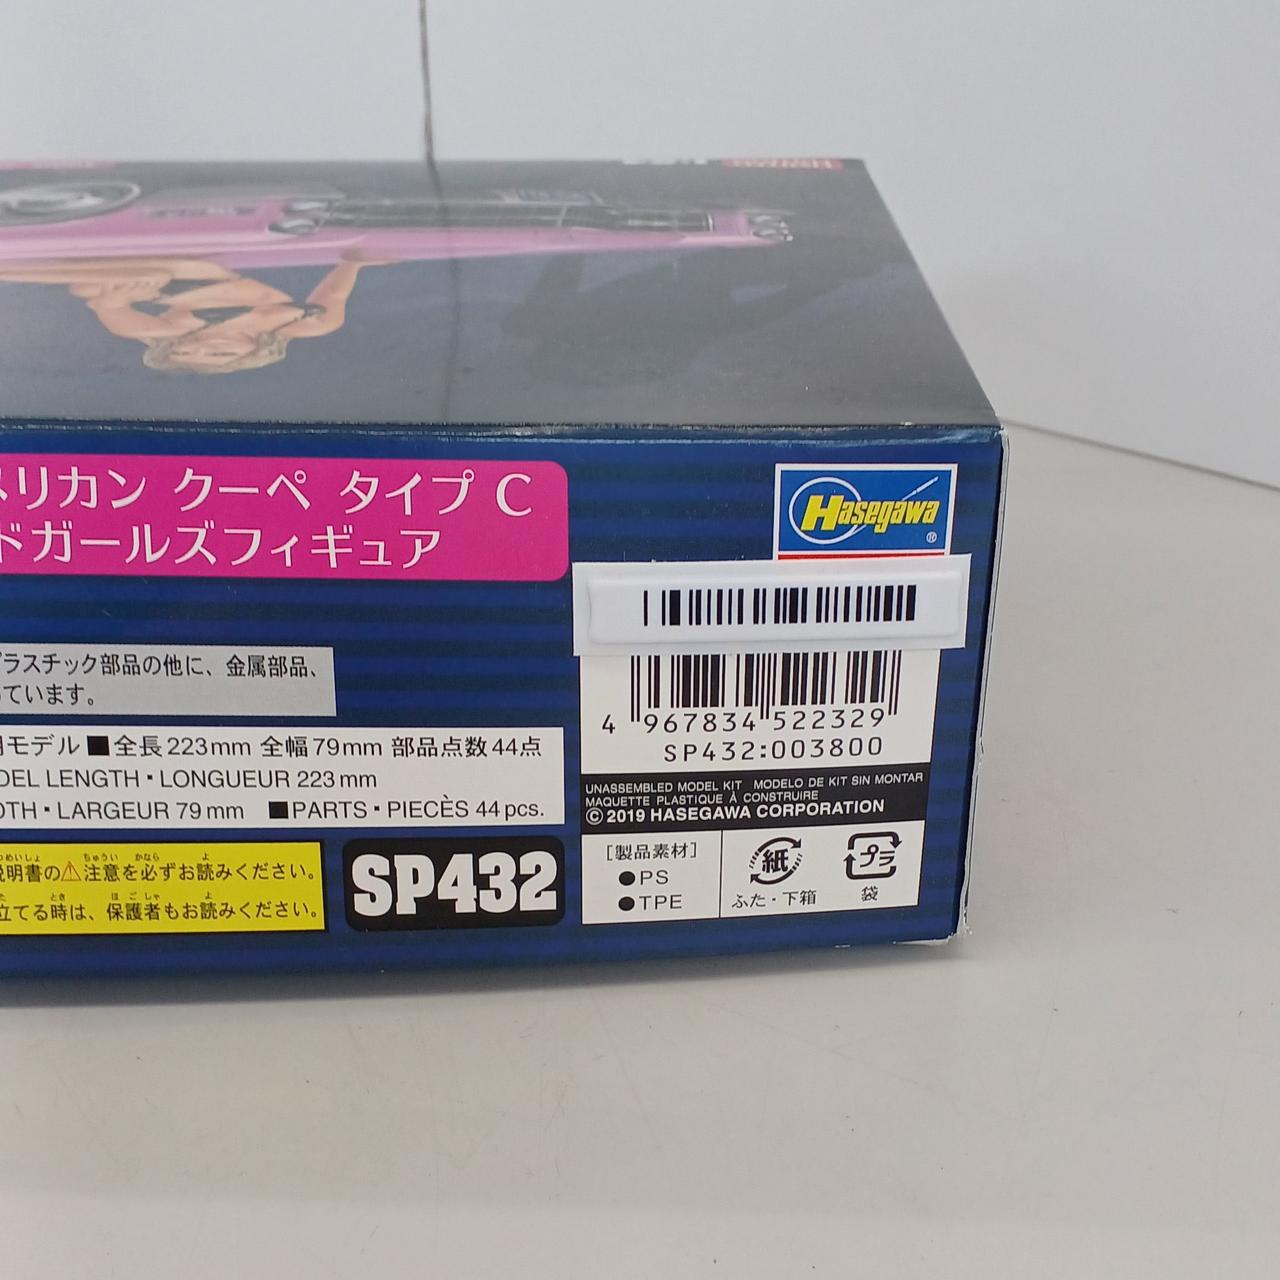 メリカン クーペ タイプ C
ドガールズフィギュア
Hasegawa®
プラスチック部品の他に、金属部品、
ています。
4 967834 522329
SP432:003800
用モデル ■全長223mm 全幅79mm 部品点数44点
DEL LENGTH・LONGUEUR 223mm
DTH・LARGEUR 79mm ■PARTS・PIECÈS 44pcs.
UNASSEMBLED MODEL KIT MODELO DE KIT SIN MONTAR
MAQUETTE PLASTIQUE À CONSTRUIRE
© 2019 HASEGAWA CORPORATION
説明書の⚠注意を必ずお読みください。
立てる時は、保護者もお読みください。
SP432
[製品素材]
●PS
●TPE
紙
ふた・下箱
プラ
袋